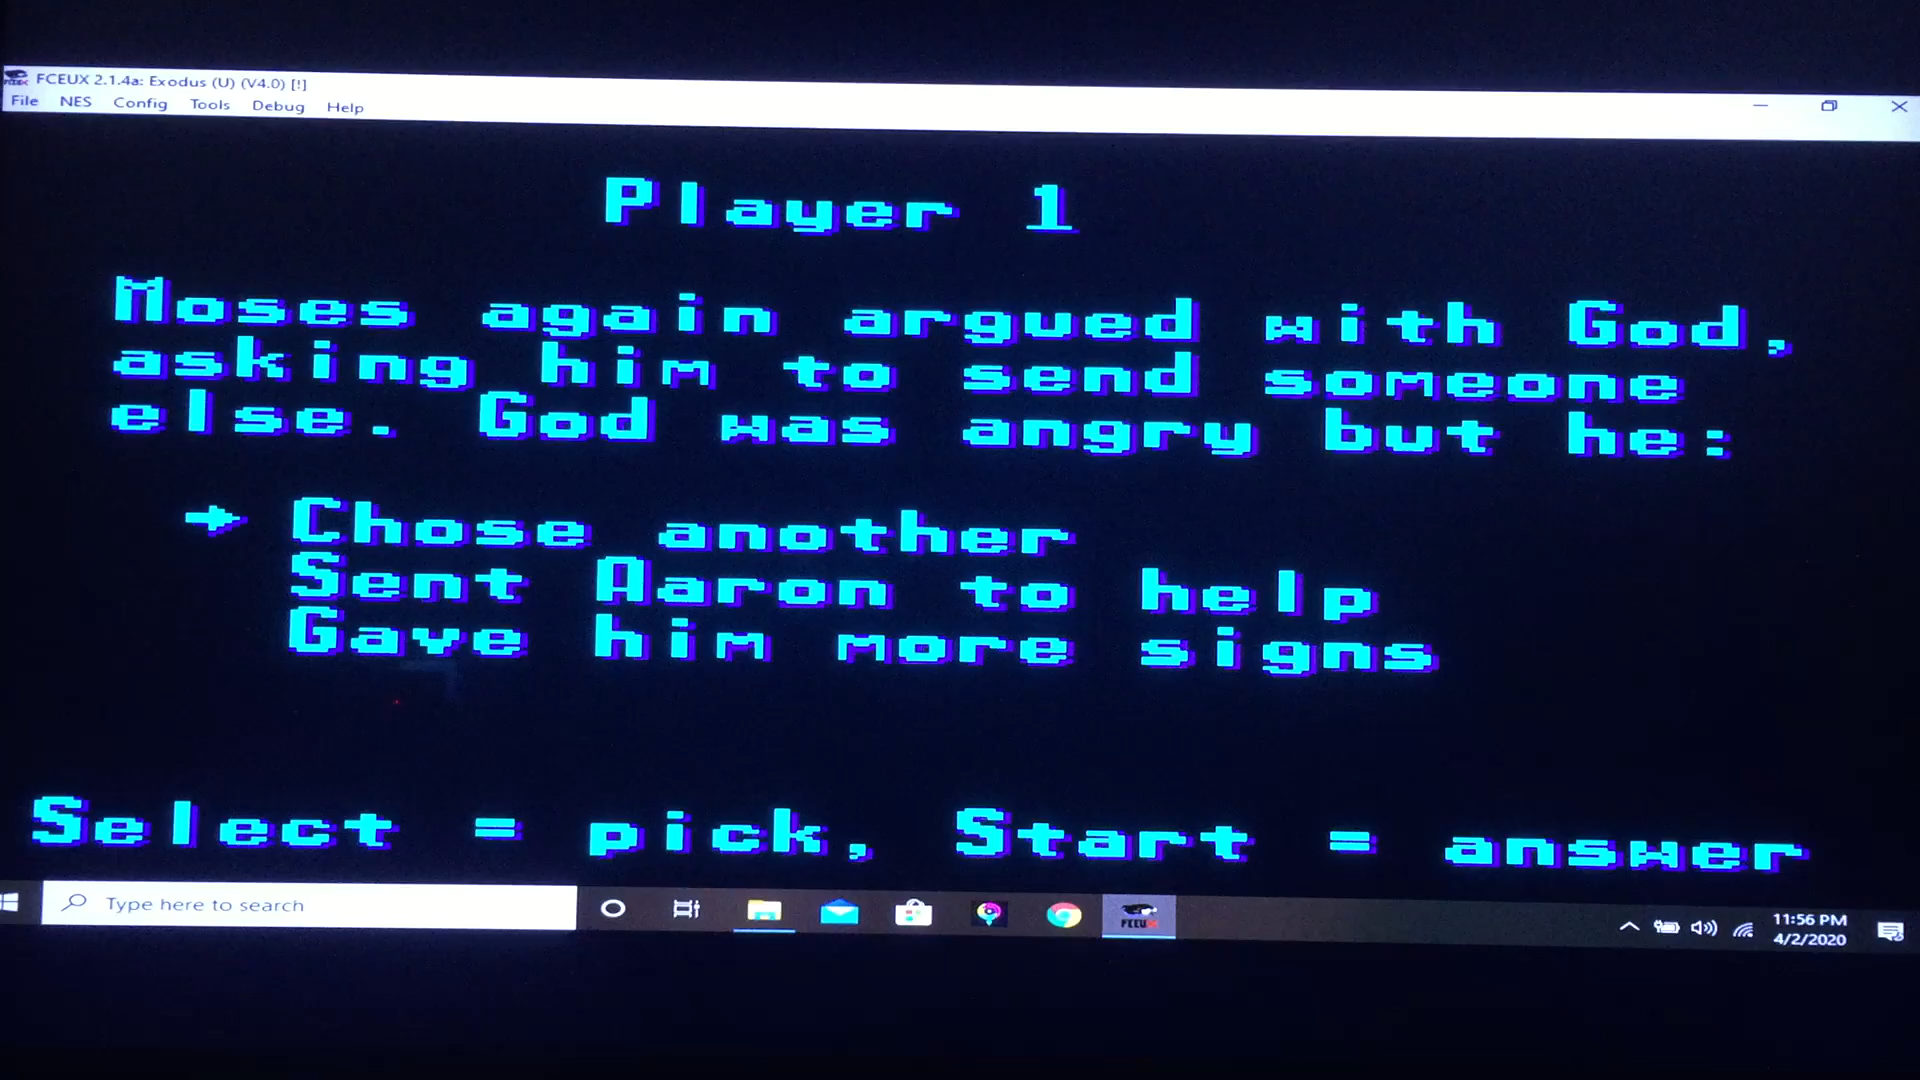 FCEUX 2.1.4a: Exodus (U) (V4.0) [!]
File NES Config Tools Debug Help
Player 1
Moses again argued with God,
asking him to send someone
else. God was angry but he:
→ Chose another
Sent Aaron to help
Gave him more signs
Select = pick, Start = answer
Type here to search
FCEUX
11:56 PM
4/2/2020